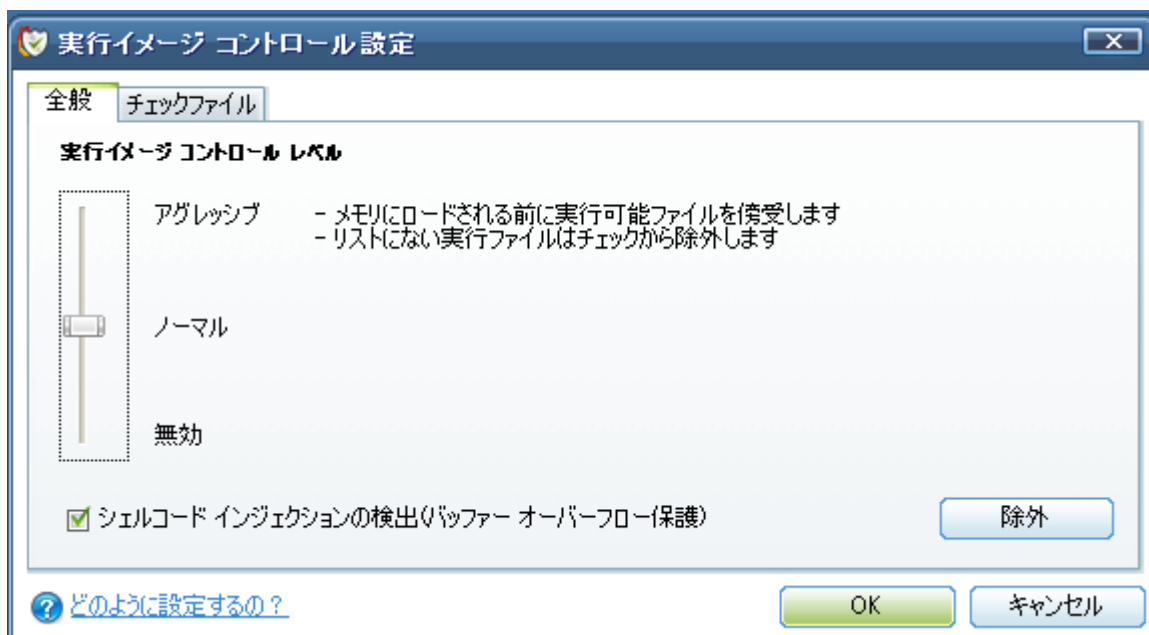 実行イメージ コントロール設定
全般 チェックファイル
実行イメージ コントロール レベル
アグレッシブ - メモリにロードされる前に実行可能ファイルを傍受します
- リストにない実行ファイルはチェックから除外します
ノーマル
無効
シェルコード インジェクションの検出(バッファー オーバーフロー保護) 除外
どのように設定するの? OK キャンセル